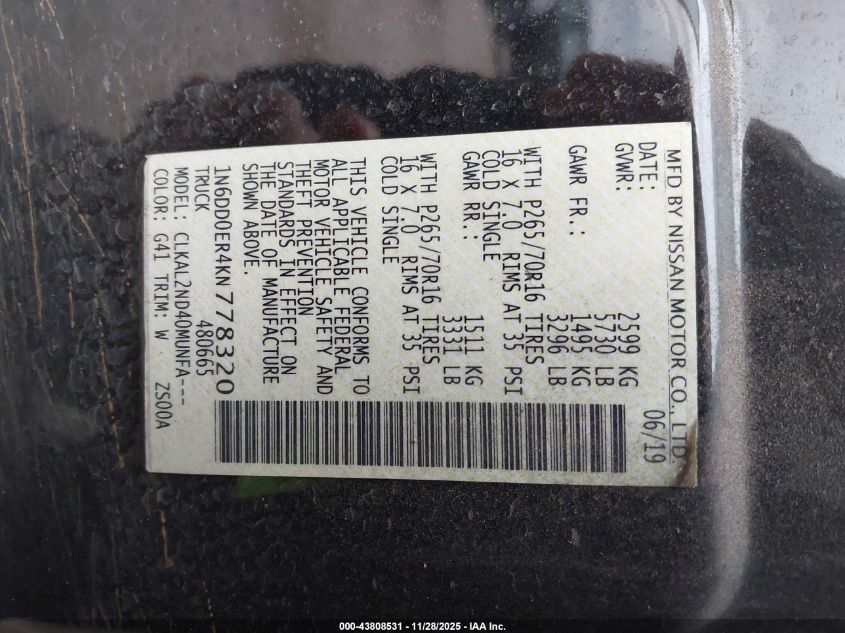 MFD BY NISSAN MOTOR CO., LTD.
DATE: 06/19
GVWR: 2599 KG
5730 LB
GAWR FR.: 1495 KG
3296 LB
WITH P265/70R16 TIRES
16 X 7.0 RIMS AT 35 PSI
COLD SINGLE
GAWR RR.: 1511 KG
3331 LB
WITH P265/70R16 TIRES
16 X 7.0 RIMS AT 35 PSI
COLD SINGLE
THIS VEHICLE CONFORMS TO
ALL APPLICABLE FEDERAL
MOTOR VEHICLE SAFETY AND
THEFT PREVENTION
STANDARDS IN EFFECT ON
THE DATE OF MANUFACTURE
SHOWN ABOVE.
1N6DD0ER4KN778320
TRUCK 480665
MODEL: CLKAL2ND40MUNFA---
COLOR: G41 TRIM: W ZS00A
000-43808531 - 11/28/2025 - IAA Inc.